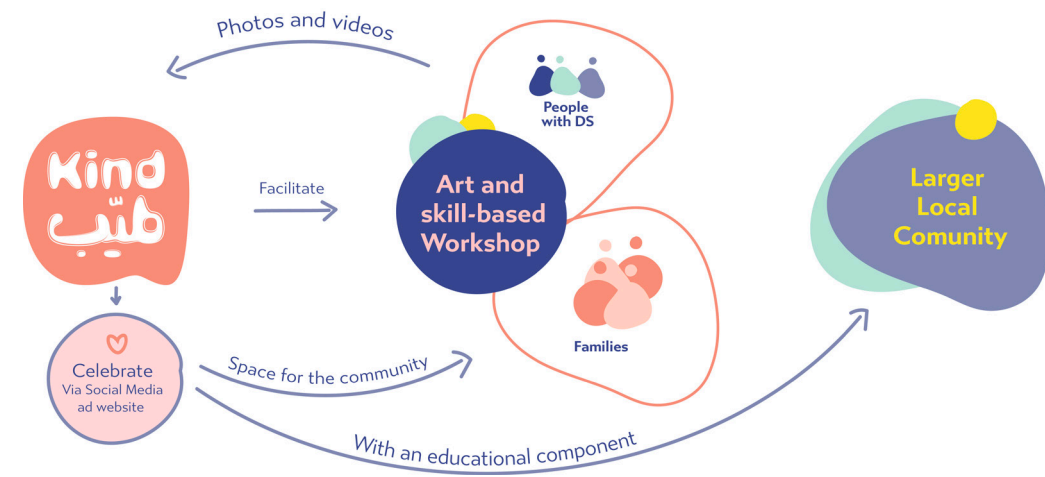 Photos and videos
People
with DS
Kind
طيّب
Facilitate
Art and
skill-based
Workshop
Larger
Local
Comunity
Celebrate
Via Social Media
ad website
Space for the community
Families
With an educational component